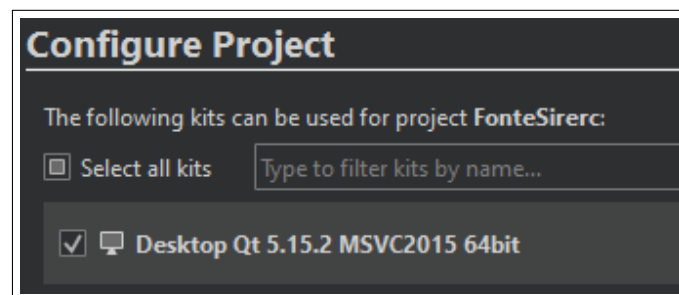 Configure Project
The following kits can be used for project FonteSirerc:
Select all kits
Type to filter kits by name...
Desktop Qt 5.15.2 MSVC2015 64bit